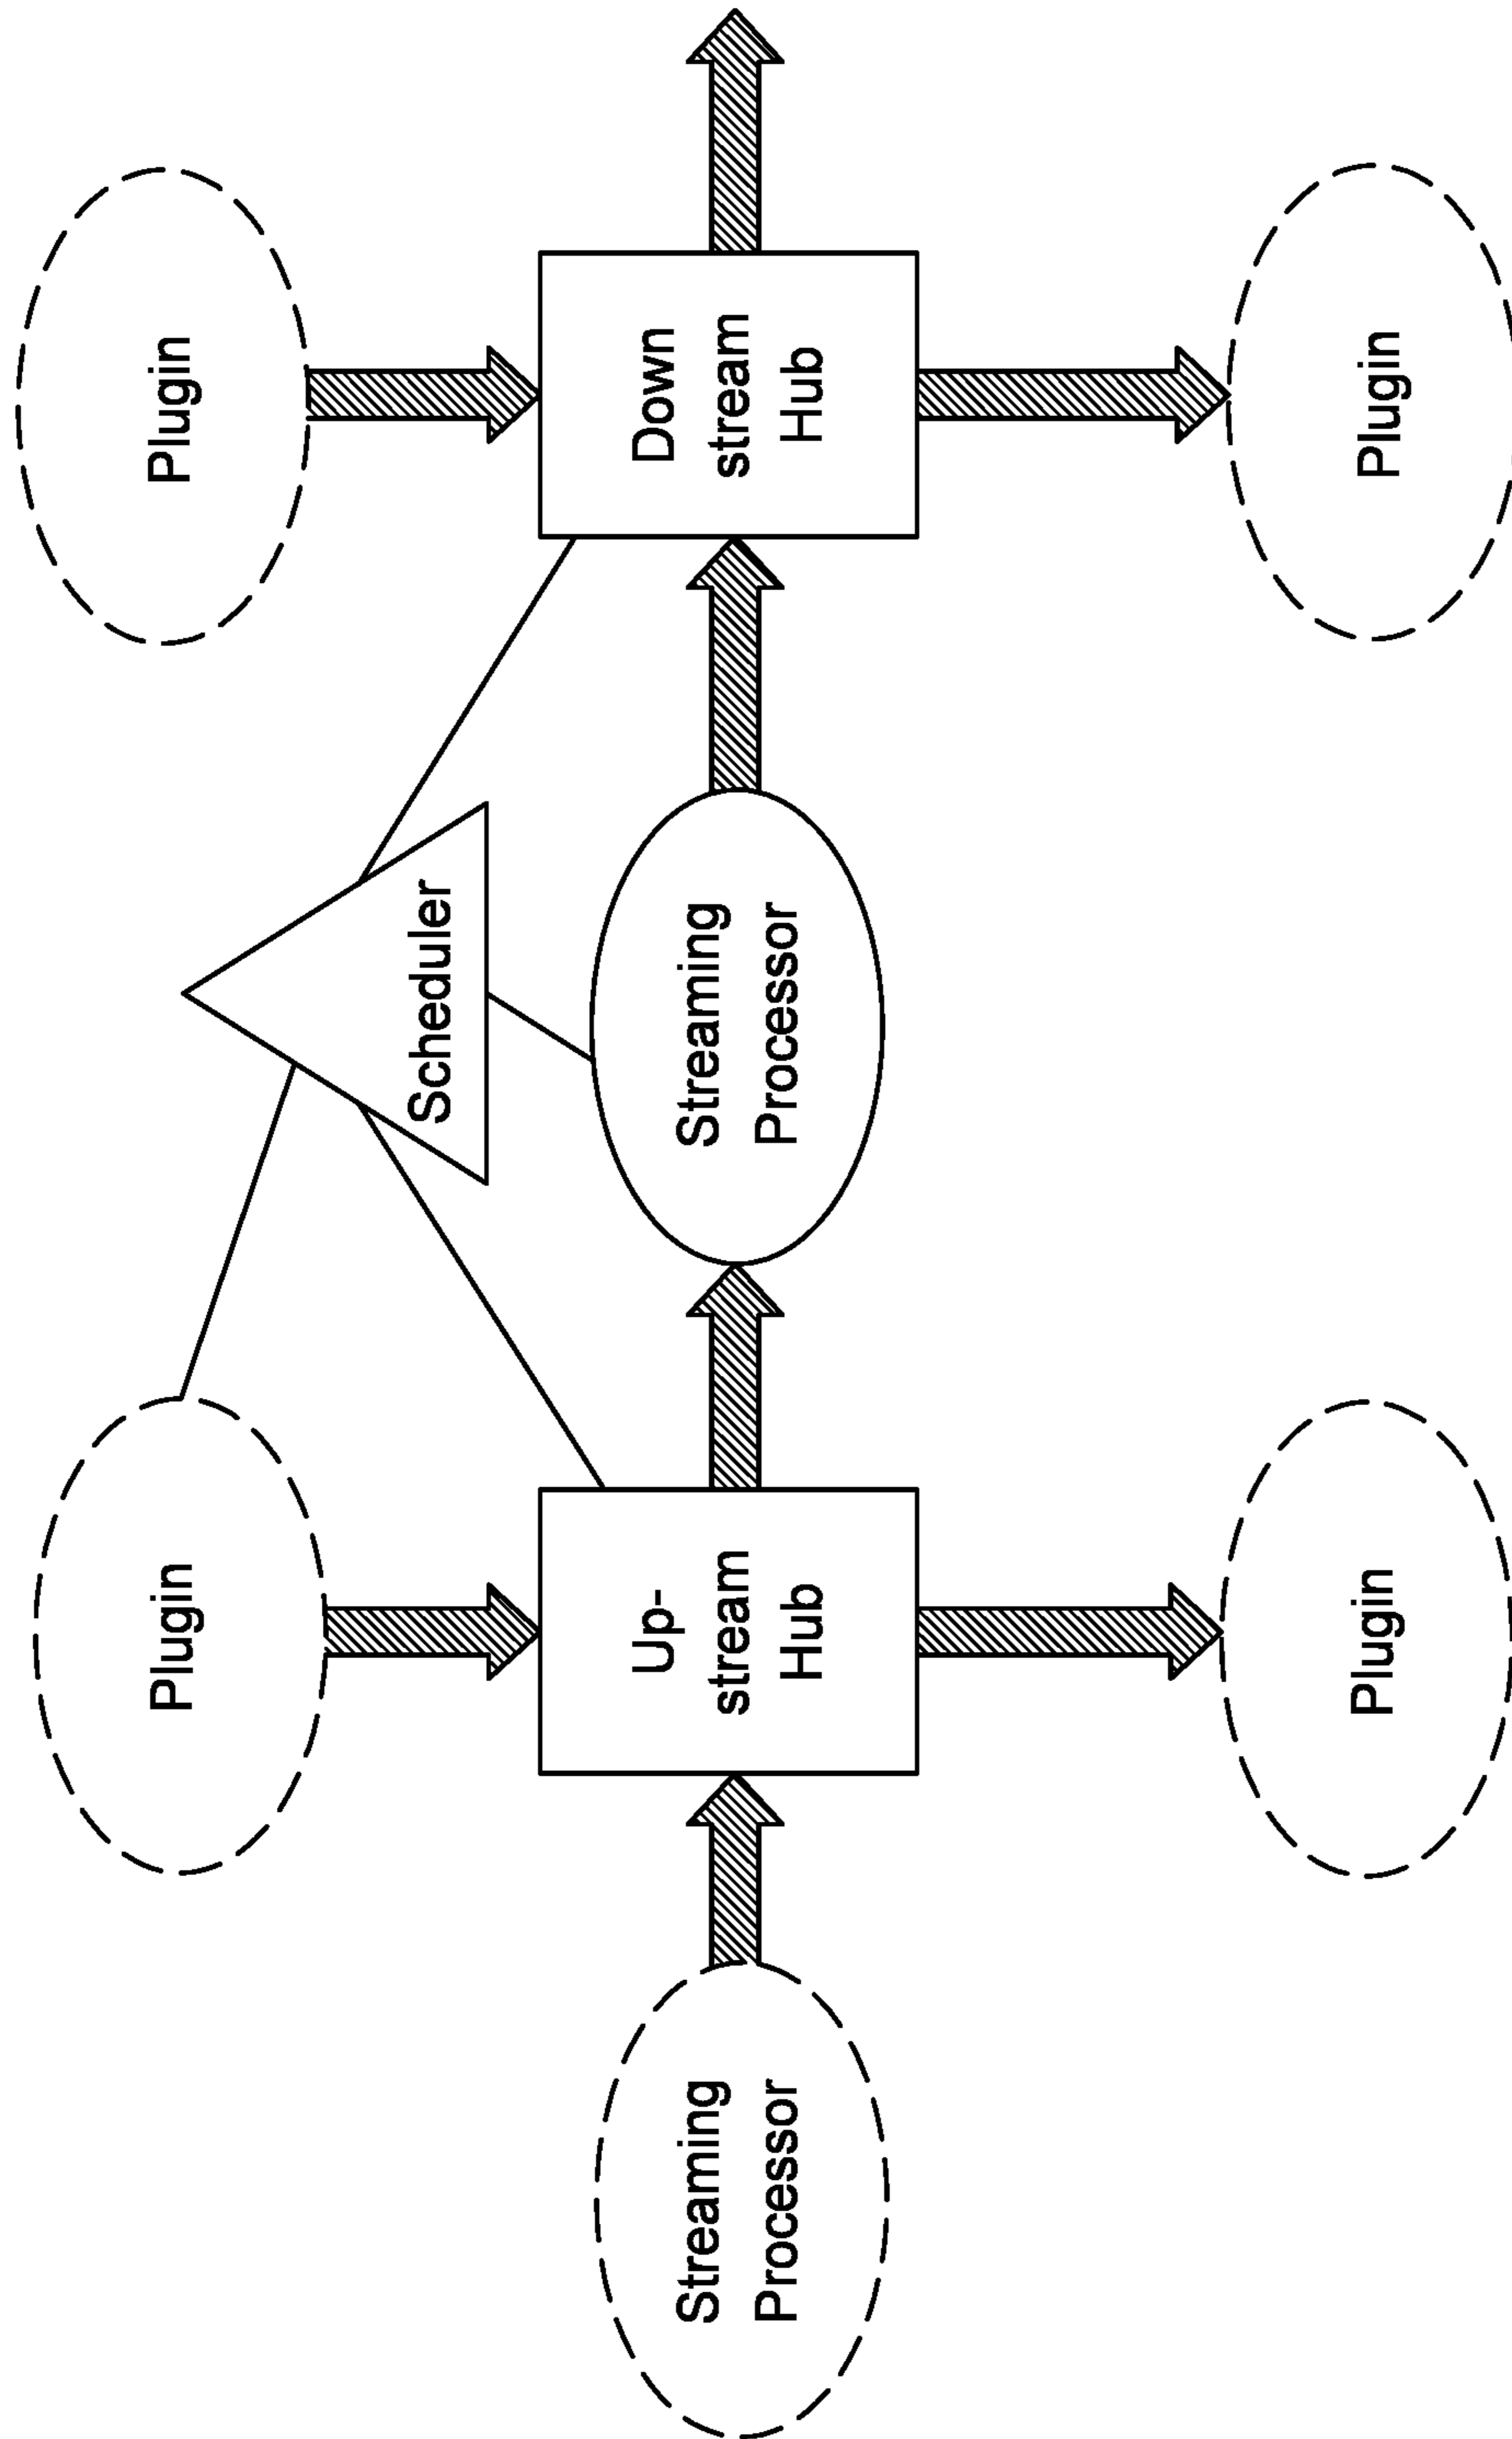 Plugin
Plugin
Scheduler
Streaming
Processor
Up-
stream
Hub
Streaming
Processor
Down
stream
Hub
Plugin
Plugin